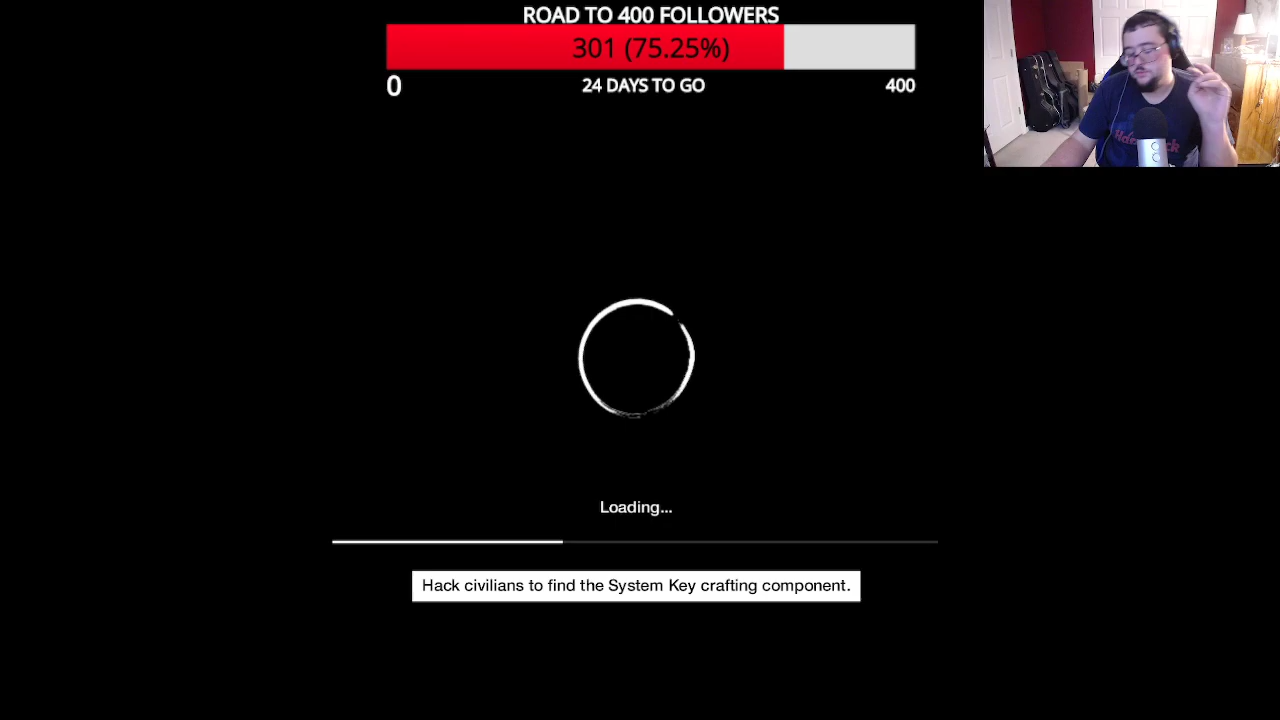 ROAD TO 400 FOLLOWERS
301 (75.25%)
0
24 DAYS TO GO
400
Loading...
Hack civilians to find the System Key crafting component.